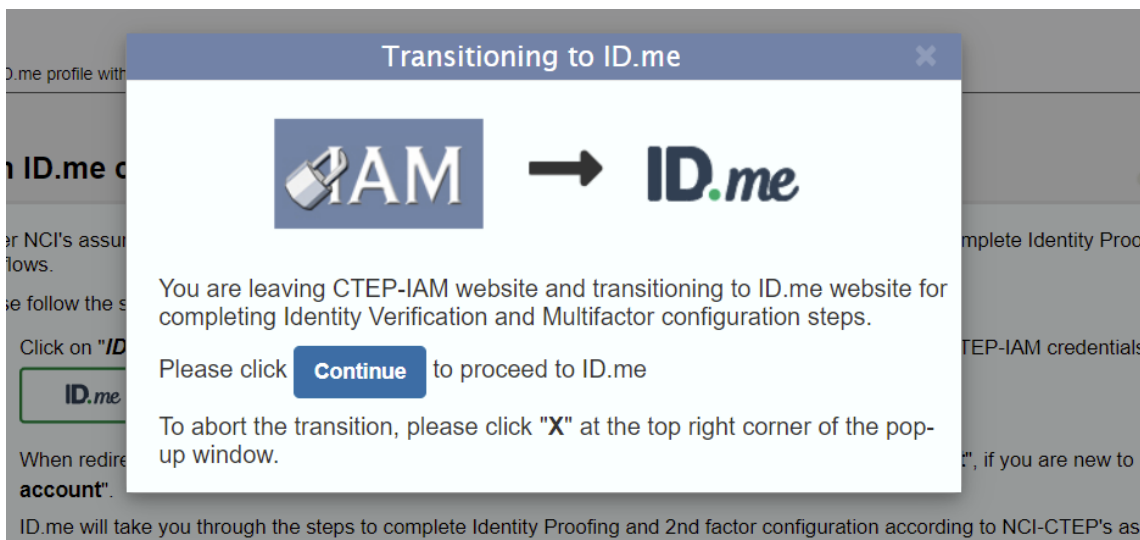 Transitioning to ID.me ×
D.me profile with
IAM ID.me
ID.me
er NCI's assur mplete Identity
flows.
You are leaving CTEP-IAM website and transitioning to ID.me website for
completing Identity Verification and Multifactor configuration steps.
se follow the
Click on "ID TEP-IAM credentials
Please click Continue to proceed to ID.me
ID.me
To abort the transition, please click "X" at the top right corner of the pop-
up window.
When redire ", if you are new to
account".
ID.me will take you through the steps to complete Identity Proofing and 2nd factor configuration according to NCI-CTEP's as